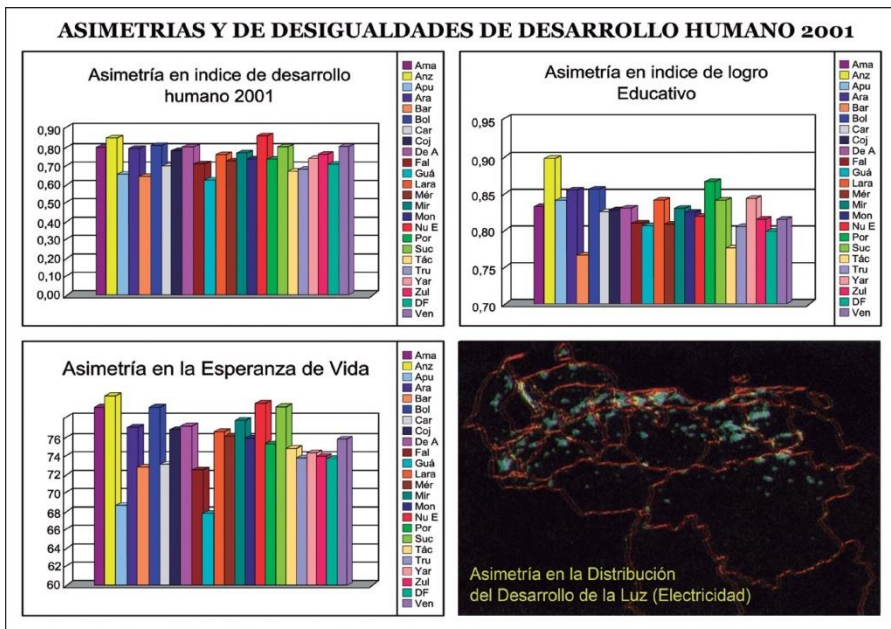 ASIMETRIAS Y DE DESIGUALDADES DE DESARROLLO HUMANO 2001
Asimetría en indice de desarrollo
humano 2001
0,90
0,80
0,70
0,60
0,50
0,40
0,30
0,20
0,10
0,00
Ama
Anz
Apu
Ara
Bar
Bol
Car
Coj
De A
Fal
Guá
Lara
Mér
Mir
Mon
Nu E
Por
Suc
Tác
Tru
Yar
Zul
DF
Ven
Asimetría en indice de logro
Educativo
0,95
0,90
0,85
0,80
0,75
0,70
Ama
Anz
Apu
Ara
Bar
Bol
Car
Coj
De A
Fal
Guá
Lara
Mér
Mir
Mon
Nu E
Por
Suc
Tác
Tru
Yar
Zul
DF
Ven
Asimetría en la Esperanza de Vida
76
74
72
70
68
66
64
62
60
Ama
Anz
Apu
Ara
Bar
Bol
Car
Coj
De A
Fal
Guá
Lara
Mér
Mir
Mon
Nu E
Por
Suc
Tác
Tru
Yar
Zul
DF
Ven
Asimetría en la Distribución
del Desarrollo de la Luz (Electricidad)